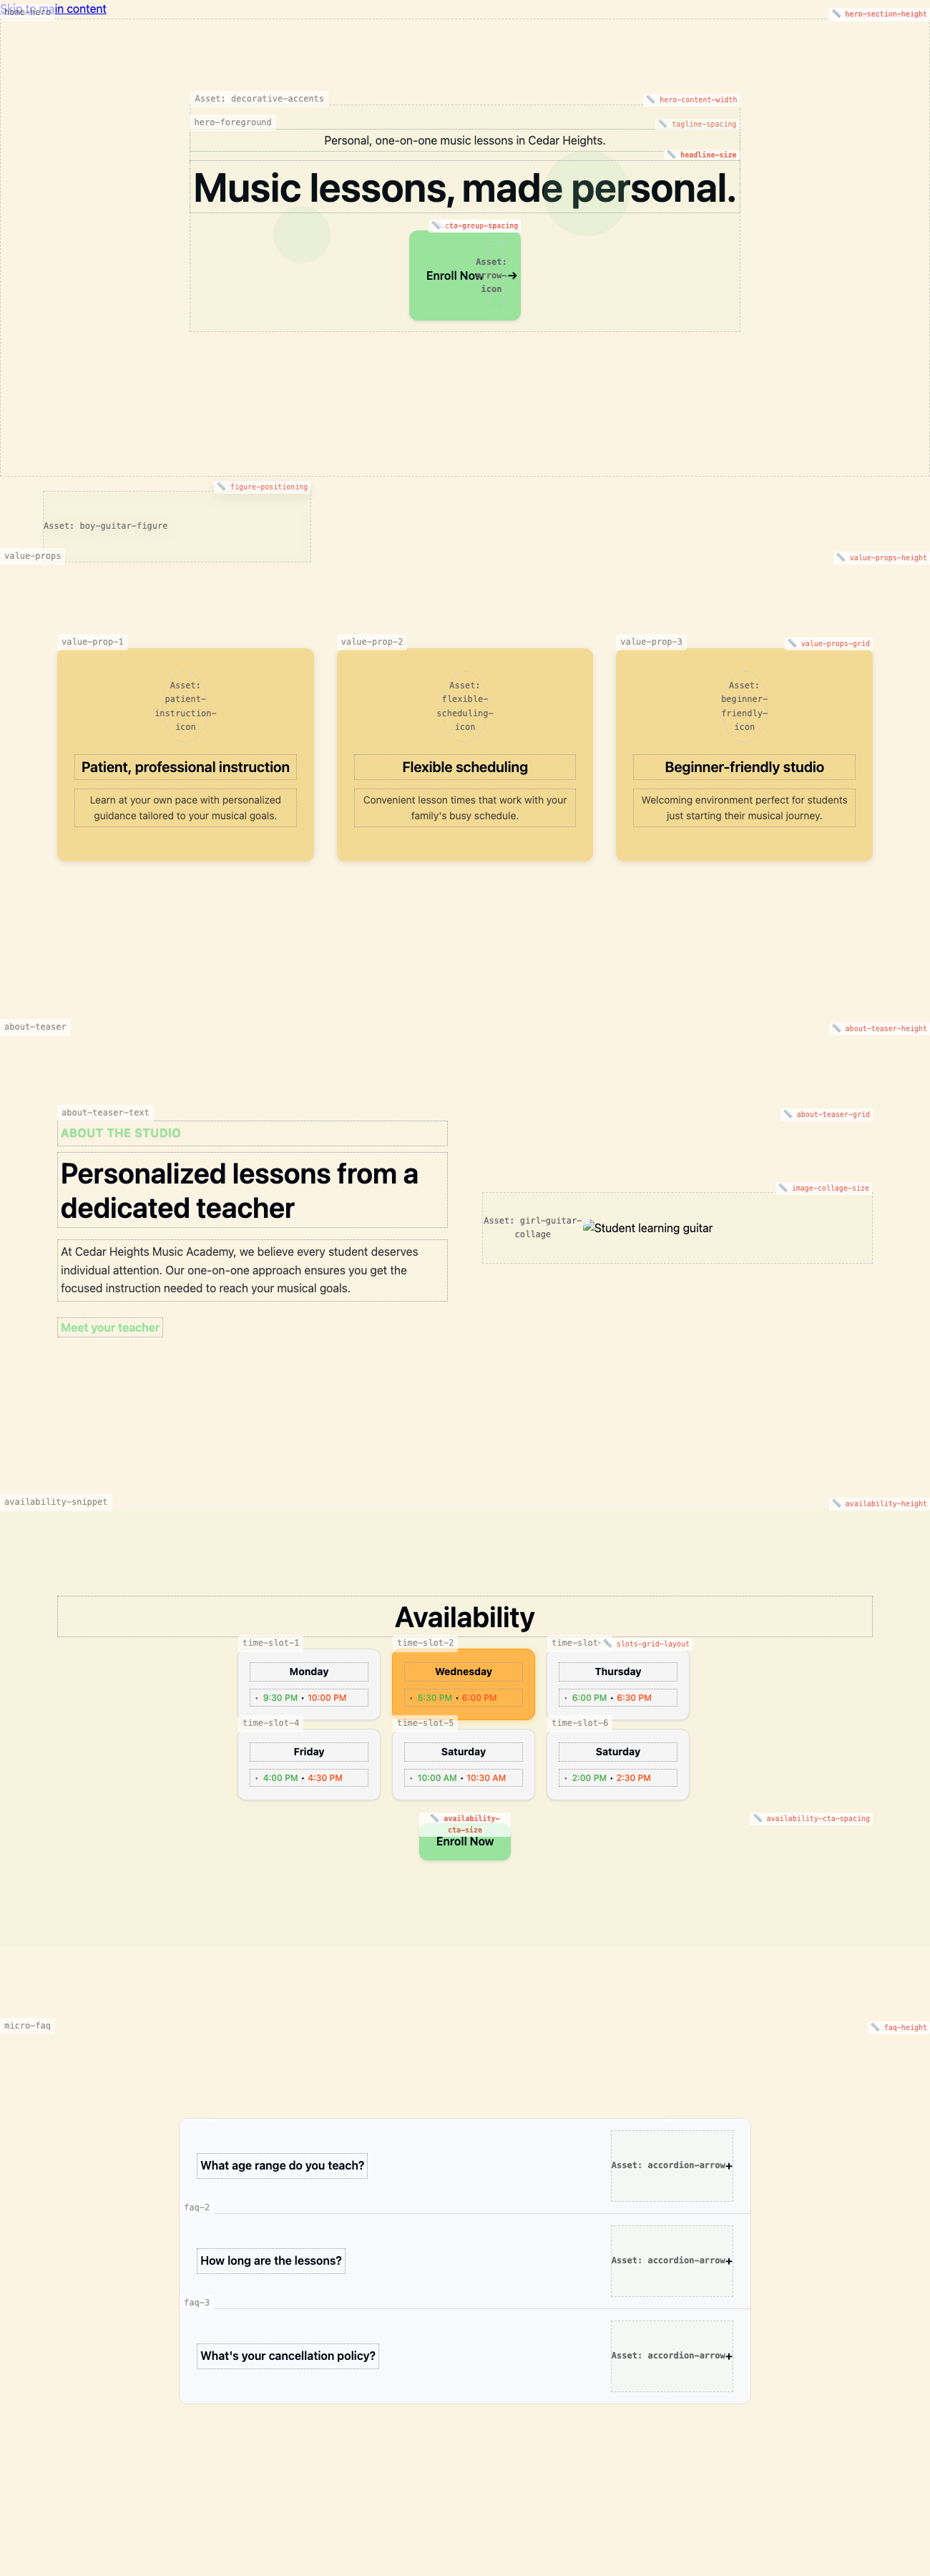 Skip to main content
home-hero
hero-section-height
Asset: decorative-accents
hero-content-width
hero-foreground
tagline-spacing
Personal, one-on-one music lessons in Cedar Heights.
headline-size
Music lessons, made personal.
cta-group-spacing
Enroll Now
Asset:
arrow-
icon
→
figure-positioning
Asset: boy-guitar-figure
value-props
value-props-height
value-prop-1
value-prop-2
value-prop-3
value-props-grid
Asset:
patient-
instruction-
icon
Patient, professional instruction
Learn at your own pace with personalized
guidance tailored to your musical goals.
Asset:
flexible-
scheduling-
icon
Flexible scheduling
Convenient lesson times that work with your
family's busy schedule.
Asset:
beginner-
friendly-
icon
Beginner-friendly studio
Welcoming environment perfect for students
just starting their musical journey.
about-teaser
about-teaser-height
about-teaser-text
about-teaser-grid
ABOUT THE STUDIO
Personalized lessons from a
dedicated teacher
At Cedar Heights Music Academy, we believe every student deserves
individual attention. Our one-on-one approach ensures you get the
focused instruction needed to reach your musical goals.
Meet your teacher
image-collage-size
Asset: girl-guitar-
collage
Student learning guitar
availability-snippet
availability-height
Availability
time-slot-1
time-slot-2
time-slot-
slots-grid-layout
Monday
• 9:30 PM • 10:00 PM
Wednesday
• 5:30 PM • 6:00 PM
Thursday
• 6:00 PM • 6:30 PM
time-slot-4
time-slot-5
time-slot-6
Friday
• 4:00 PM • 4:30 PM
Saturday
• 10:00 AM • 10:30 AM
Saturday
• 2:00 PM • 2:30 PM
availability-
cta-size
availability-cta-spacing
Enroll Now
micro-faq
faq-height
What age range do you teach?
Asset: accordion-arrow+
faq-2
How long are the lessons?
Asset: accordion-arrow+
faq-3
What's your cancellation policy?
Asset: accordion-arrow+